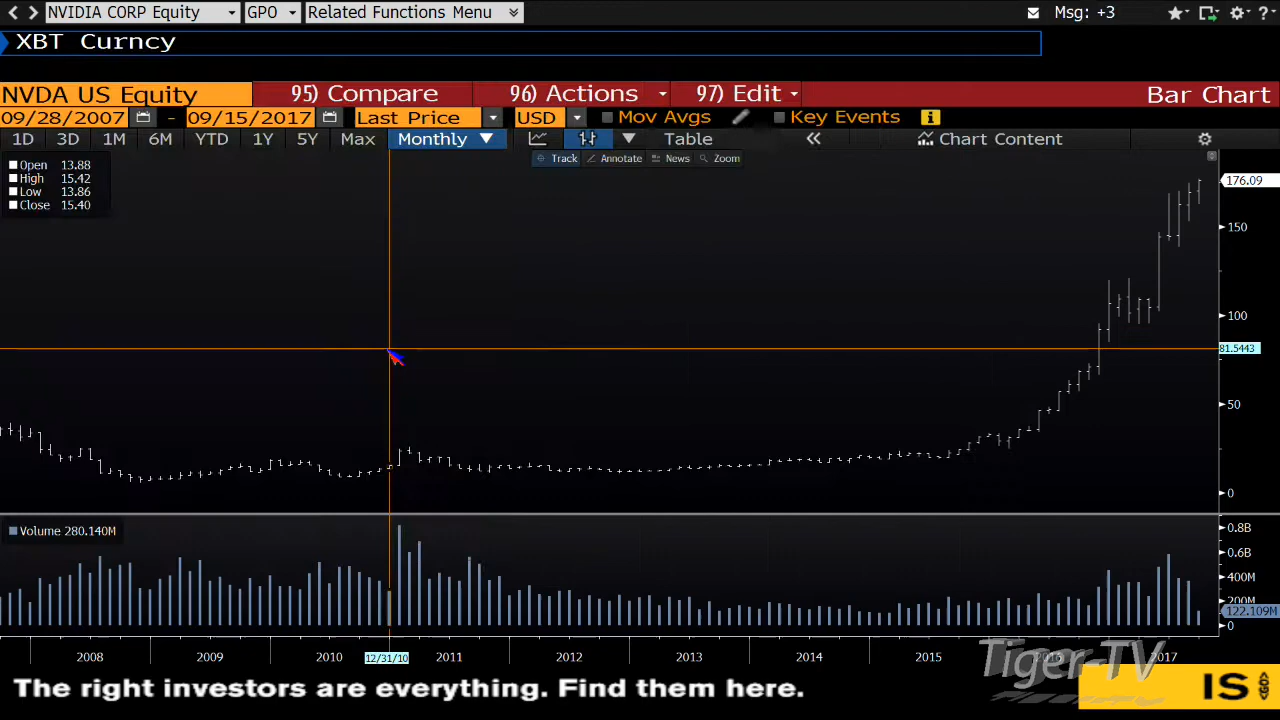 NVIDIA CORP Equity GPO Related Functions Menu Msg: +3 ?
XBT Curncy
NVDA US Equity 95) Compare 96) Actions 97) Edit Bar Chart
09/28/2007 - 09/15/2017 Last Price USD Mov Avgs Key Events i
1D 3D 1M 6M YTD 1Y 5Y Max Monthly Table « Chart Content
Track Annotate News Zoom
Open 13.88
High 15.42
Low 13.86
Close 15.40
176.09
150
100
81.5443
50
0
Volume 280.140M
0.8B
0.6B
400M
200M
122.109M
0
2008 2009 2010 12/31/10 2011 2012 2013 2014 2015 2016 2017
Tiger-TV
The right investors are everything. Find them here. IS